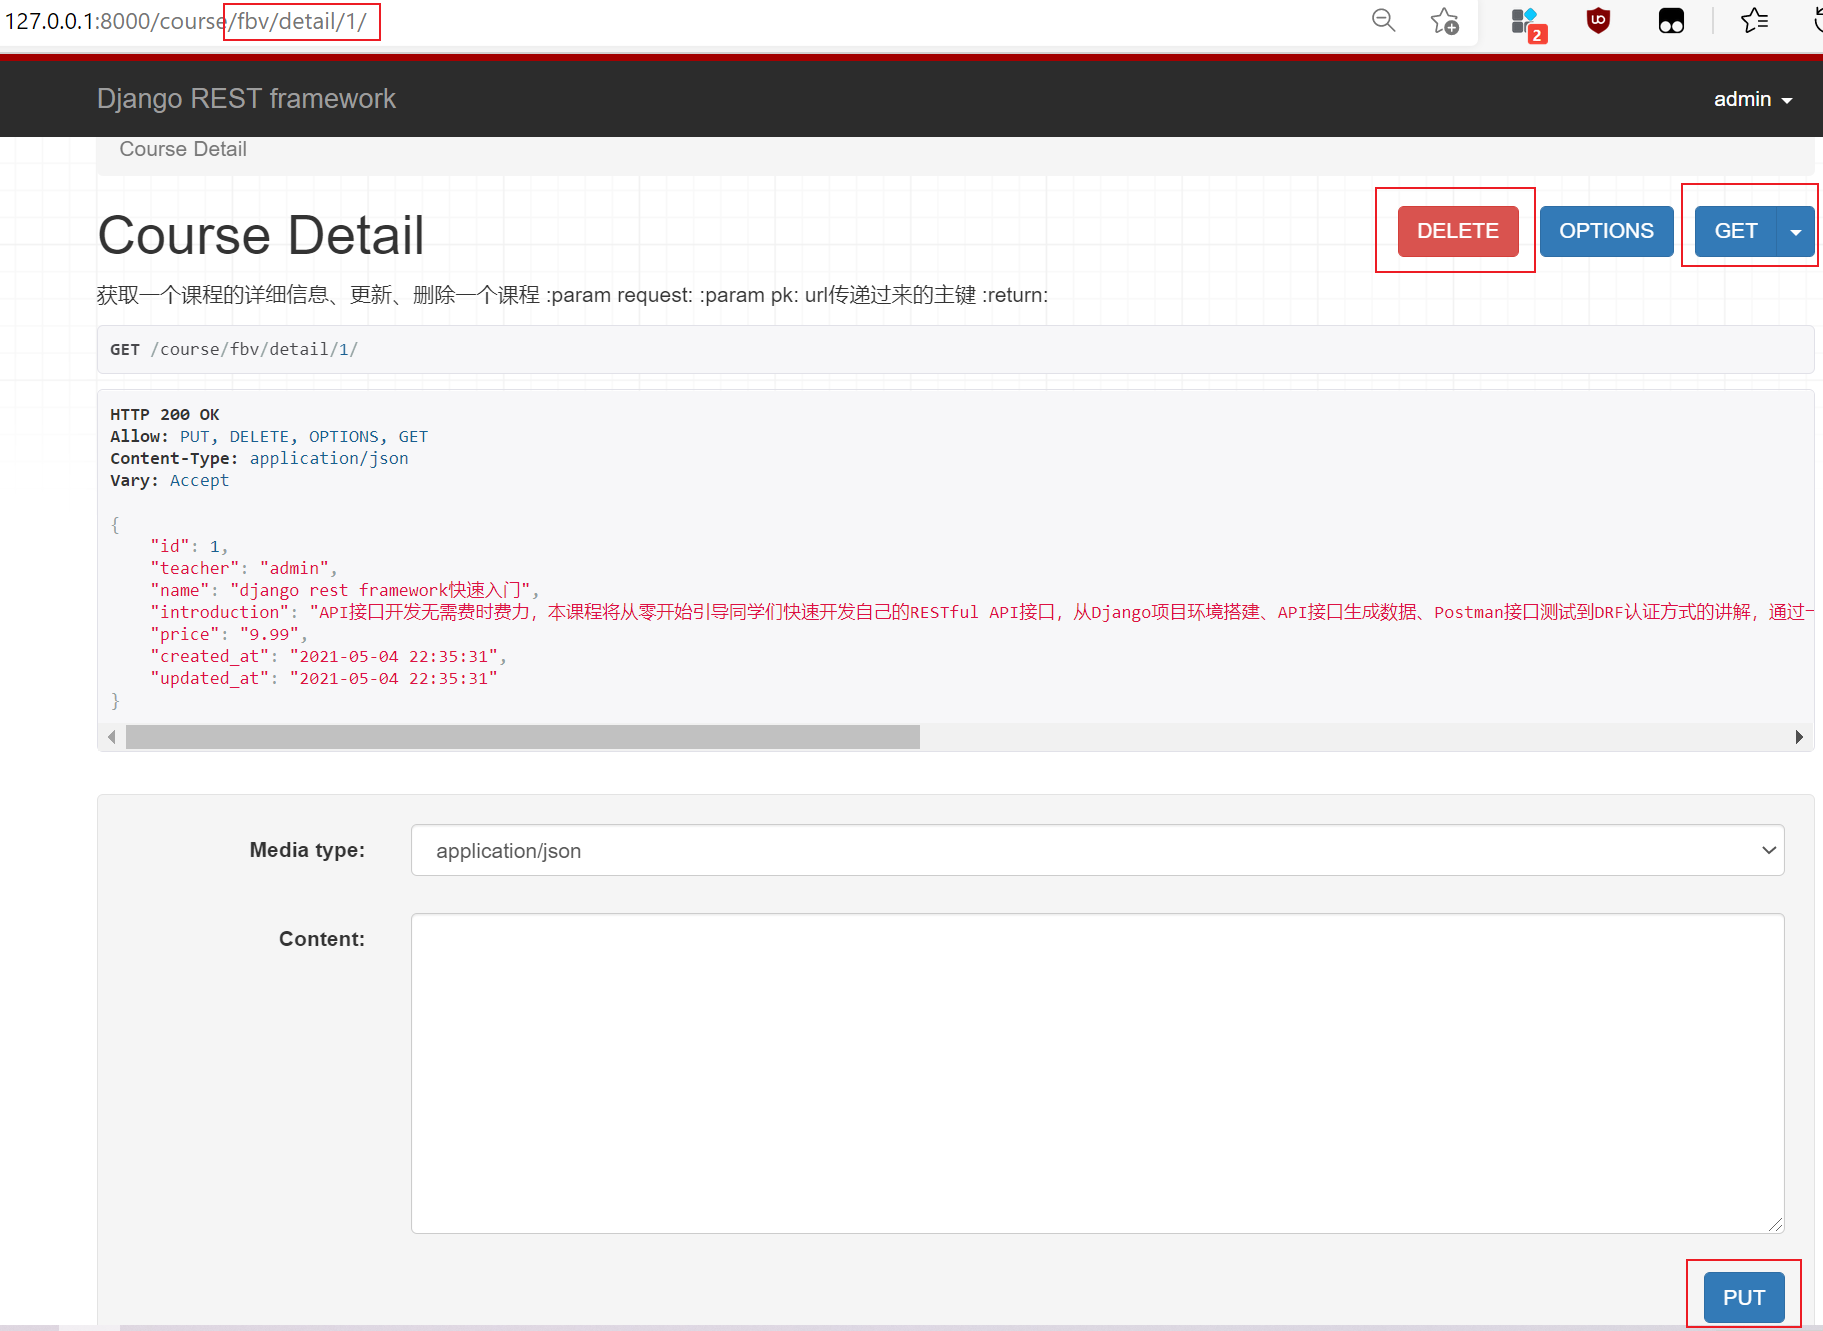 127.0.0.1:8000/course/fbv/detail/1/
2
Django REST framework
admin
Course Detail
Course Detail
DELETE
OPTIONS
GET
获取一个课程的详细信息、更新、删除一个课程 :param request: :param pk: url传递过来的主键 :return:
GET /course/fbv/detail/1/
HTTP 200 OK
Allow: PUT, DELETE, OPTIONS, GET
Content-Type: application/json
Vary: Accept
{
"id": 1,
"teacher": "admin",
"name": "django rest framework快速入门",
"introduction": "API接口开发无需费时费力，本课程将从零开始引导同学们快速开发自己的RESTful API接口，从Django项目环境搭建、API接口生成数据、Postman接口测试到DRF认证方式的讲解，通过
"price": "9.99",
"created_at": "2021-05-04 22:35:31",
"updated_at": "2021-05-04 22:35:31"
}
Media type:
application/json
Content:
PUT